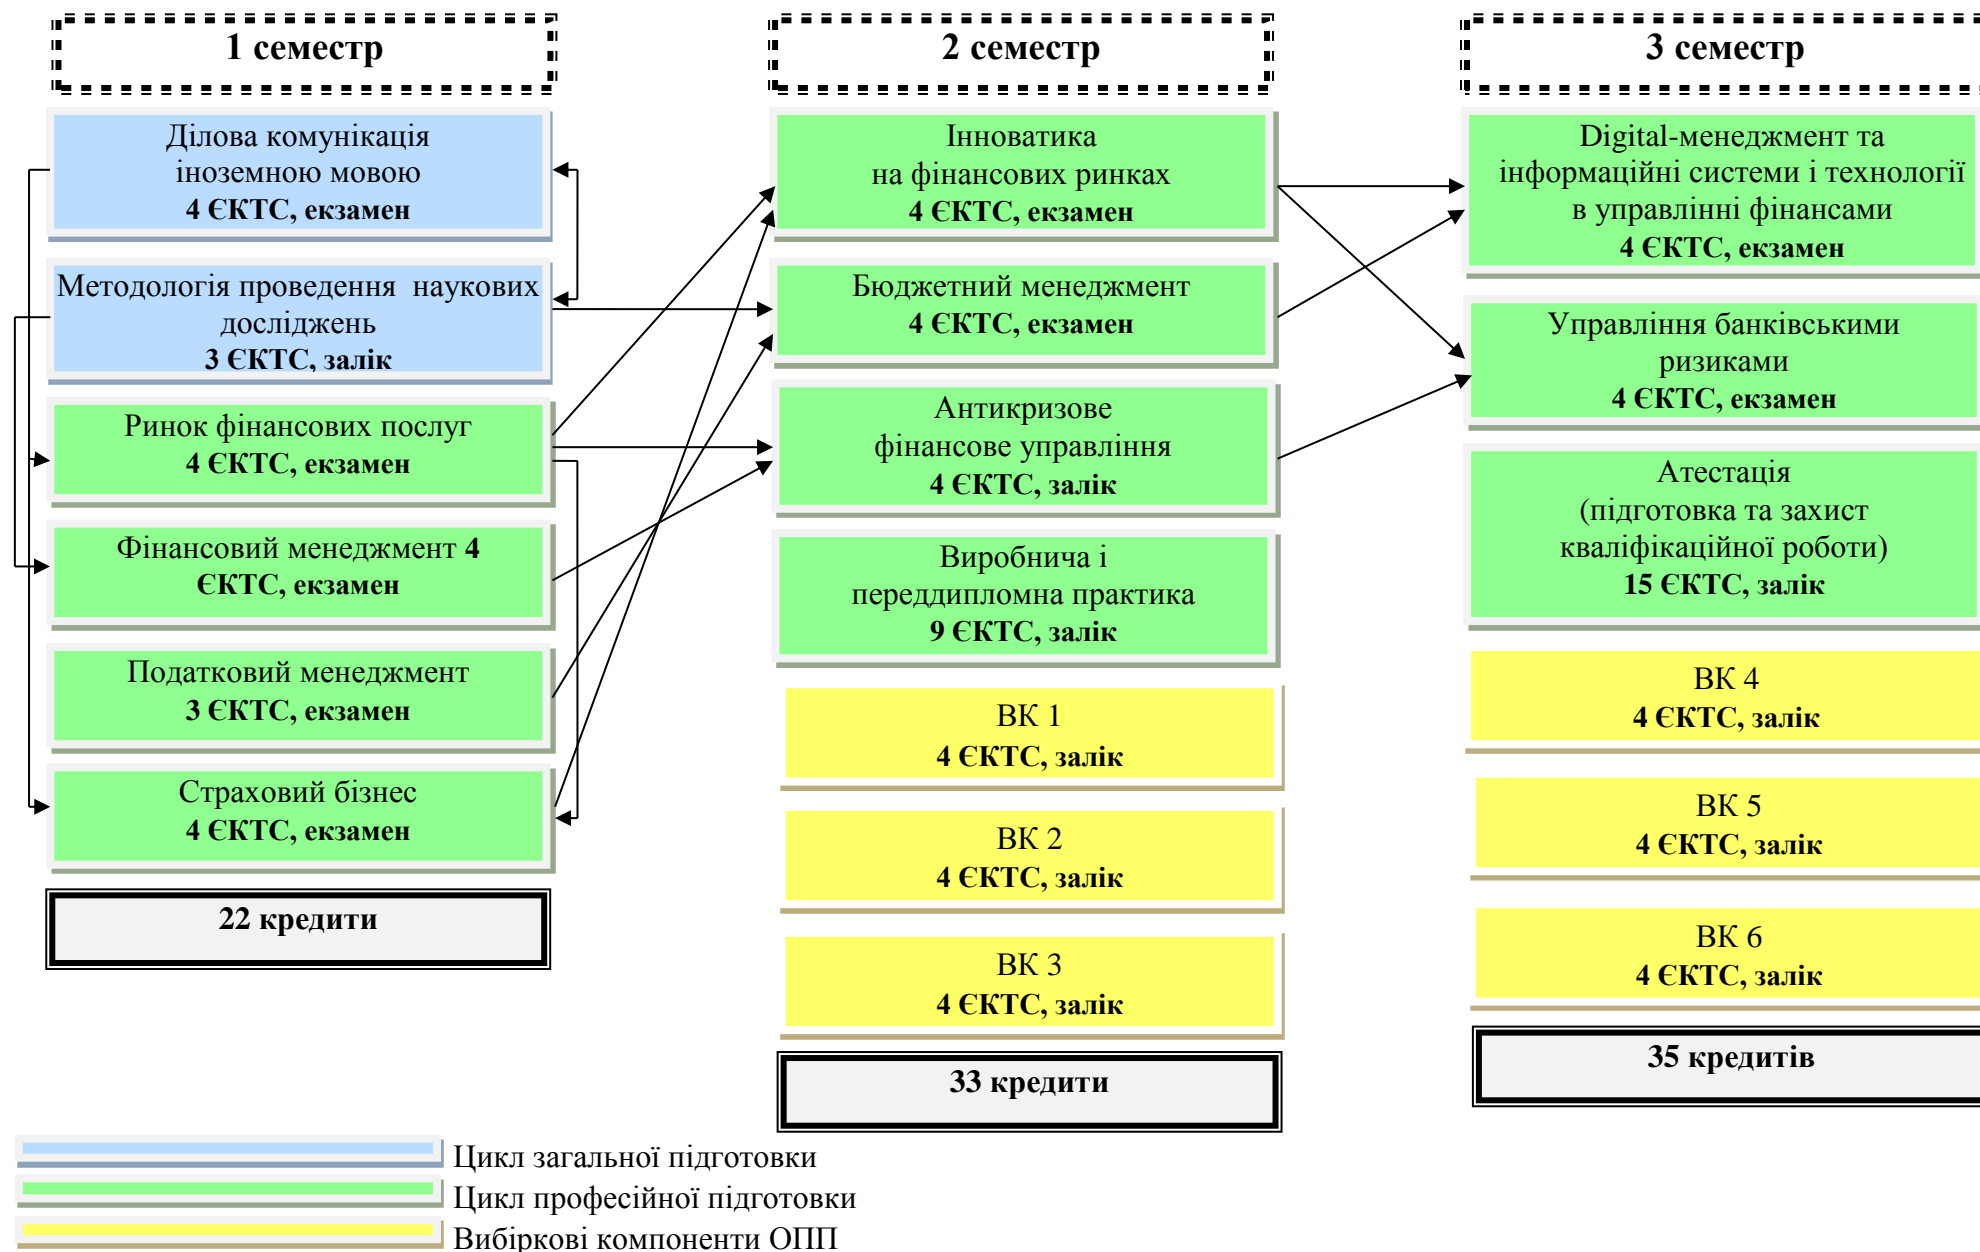 1 семестр
Ділова комунікація
іноземною мовою
4 ЄКТС, екзамен
Методологія проведення наукових
досліджень
3 ЄКТС, залік
Ринок фінансових послуг
4 ЄКТС, екзамен
Фінансовий менеджмент 4
ЄКТС, екзамен
Податковий менеджмент
3 ЄКТС, екзамен
Страховий бізнес
4 ЄКТС, екзамен
22 кредити
2 семестр
Інноватика
на фінансових ринках
4 ЄКТС, екзамен
Бюджетний менеджмент
4 ЄКТС, екзамен
Антикризове
фінансове управління
4 ЄКТС, залік
Виробнича і
переддипломна практика
9 ЄКТС, залік
ВК 1
4 ЄКТС, залік
ВК 2
4 ЄКТС, залік
ВК 3
4 ЄКТС, залік
33 кредити
3 семестр
Digital-менеджмент та
інформаційні системи і технології
в управлінні фінансами
4 ЄКТС, екзамен
Управління банківськими
ризиками
4 ЄКТС, екзамен
Атестація
(підготовка та захист
кваліфікаційної роботи)
15 ЄКТС, залік
ВК 4
4 ЄКТС, залік
ВК 5
4 ЄКТС, залік
ВК 6
4 ЄКТС, залік
35 кредитів
Цикл загальної підготовки
Цикл професійної підготовки
Вибіркові компоненти ОПП